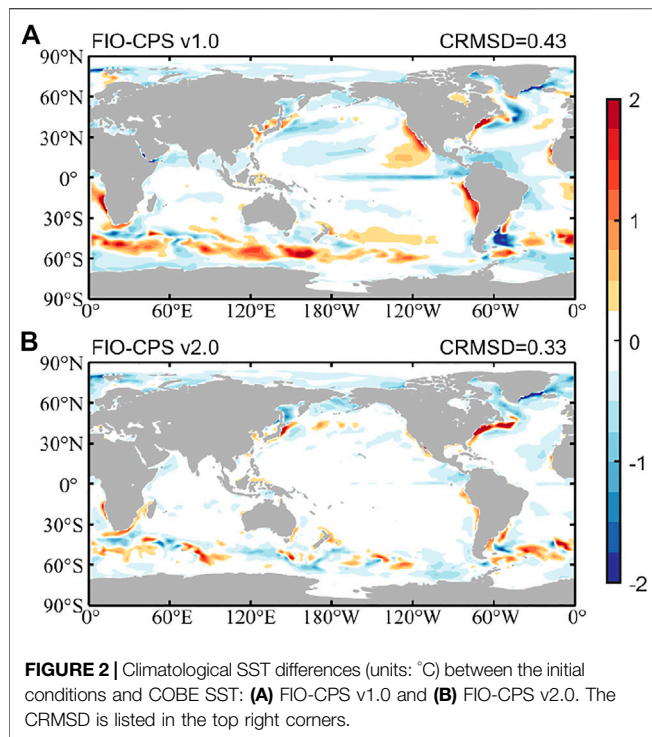 A
FIO-CPS v1.0 CRMSD=0.43
90°N
60°N
30°N
0°
30°S
60°S
90°S
0° 60°E 120°E 180°W 120°W 60°W 0°
B
FIO-CPS v2.0 CRMSD=0.33
90°N
60°N
30°N
0°
30°S
60°S
90°S
0° 60°E 120°E 180°W 120°W 60°W 0°
2
1
0
-1
-2
FIGURE 2 | Climatological SST differences (units: °C) between the initial
conditions and COBE SST: (A) FIO-CPS v1.0 and (B) FIO-CPS v2.0. The
CRMSD is listed in the top right corners.